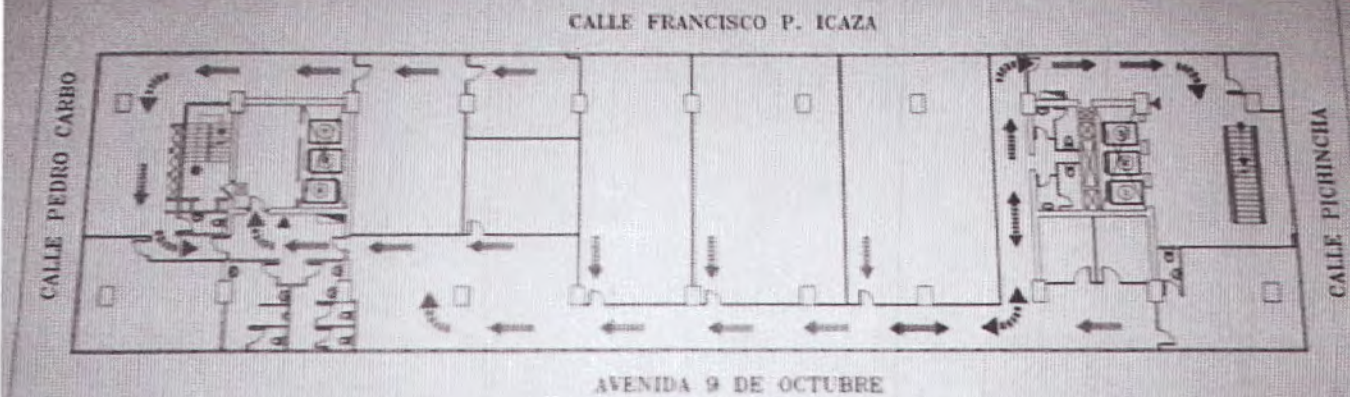 CALLE FRANCISCO P. ICAZA
CALLE PEDRO CARBO
CALLE PICHINCHA
AVENIDA 9 DE OCTUBRE